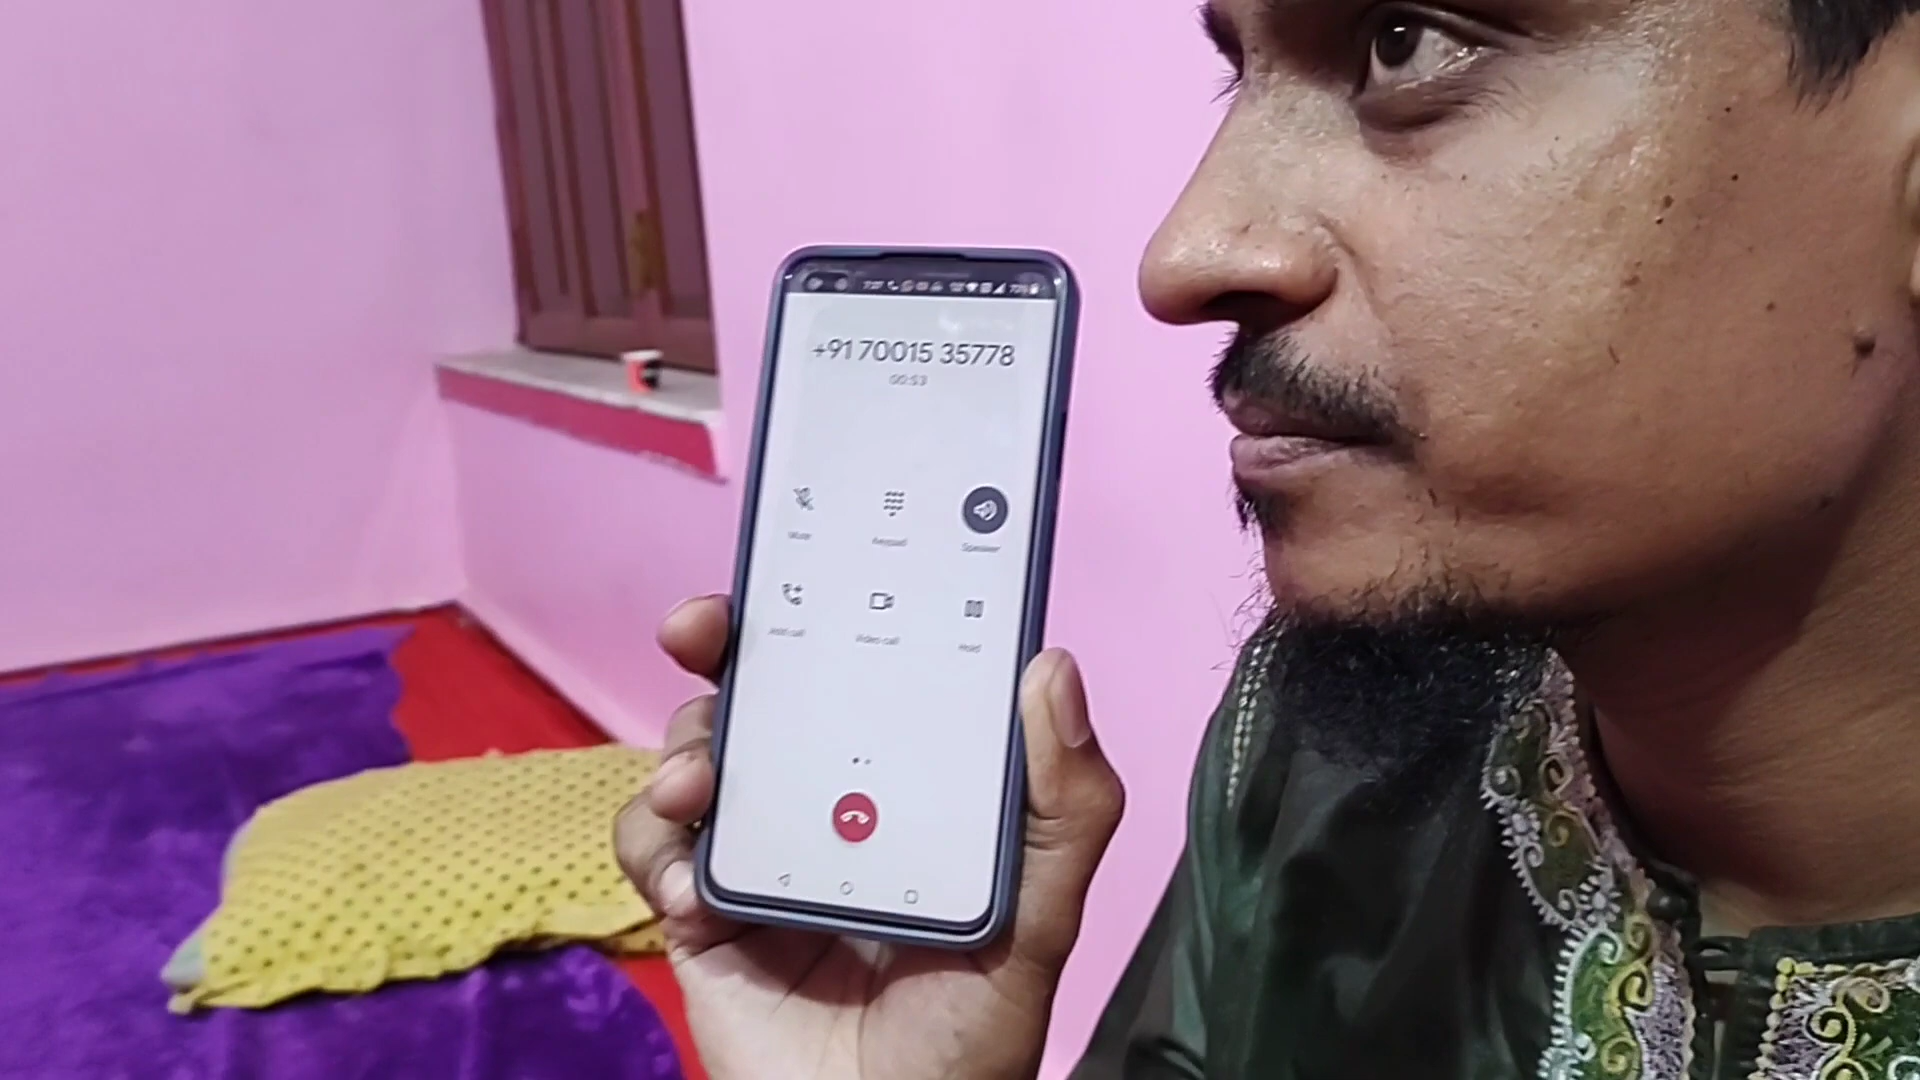 +91 70015 35778
00:53
Mute
Keypad
Speaker
Add call
Video call
Hold